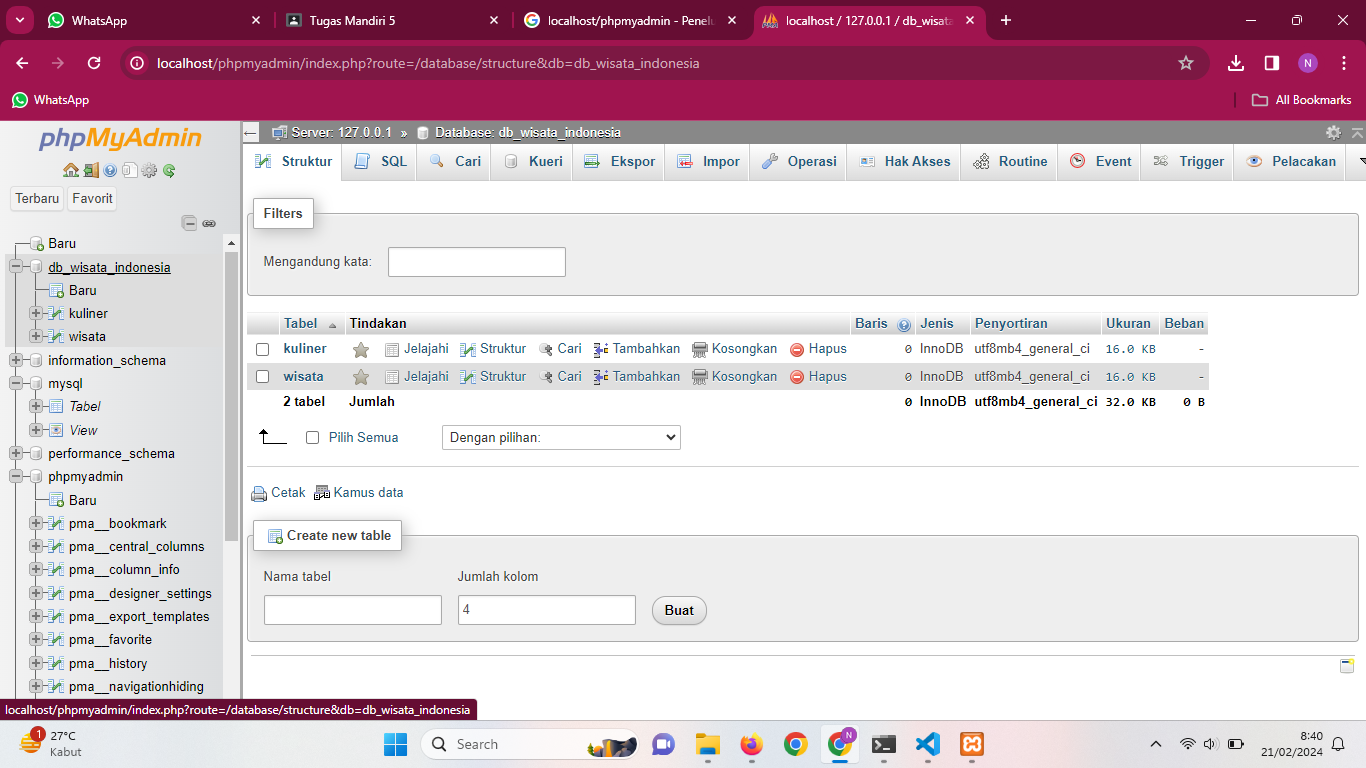 WhatsApp
Tugas Mandiri 5
localhost/phpmyadmin - Penelu
localhost / 127.0.0.1 / db_wisata
localhost/phpmyadmin/index.php?route=/database/structure&db=db_wisata_indonesia
N
WhatsApp
All Bookmarks
phpMyAdmin
Terbaru Favorit
Baru
db_wisata_indonesia
Baru
kuliner
wisata
information_schema
mysql
Tabel
View
performance_schema
phpmyadmin
Baru
pma__bookmark
pma__central_columns
pma__column_info
pma__designer_settings
pma__export_templates
pma__favorite
pma__history
pma__navigationhiding
Server: 127.0.0.1 » Database: db_wisata_indonesia
Struktur SQL Cari Kueri Ekspor Impor Operasi Hak Akses Routine Event Trigger Pelacakan
Filters
Mengandung kata:
Tabel Tindakan Baris Jenis Penyortiran Ukuran Beban
kuliner Jelajahi Struktur Cari Tambahkan Kosongkan Hapus 0 InnoDB utf8mb4_general_ci 16.0 KB -
wisata Jelajahi Struktur Cari Tambahkan Kosongkan Hapus 0 InnoDB utf8mb4_general_ci 16.0 KB -
2 tabel Jumlah 0 InnoDB utf8mb4_general_ci 32.0 KB 0 B
Pilih Semua Dengan pilihan:
Cetak Kamus data
Create new table
Nama tabel Jumlah kolom
4 Buat
localhost/phpmyadmin/index.php?route=/database/structure&db=db_wisata_indonesia
1
27°C
Kabut
Search
N
8:40
21/02/2024